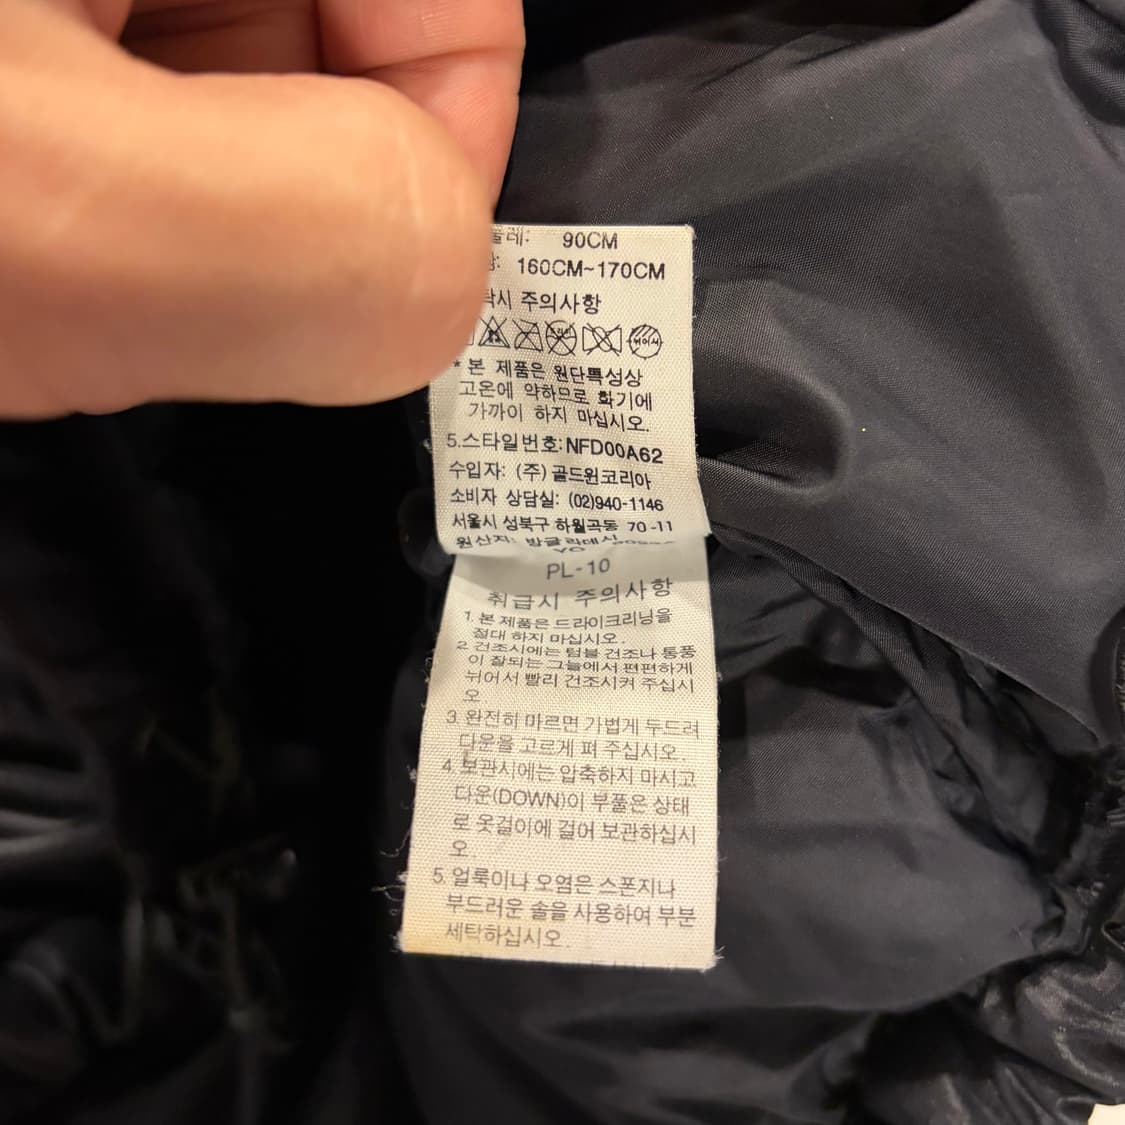 90CM
160CM~170CM
주의사항
*본 제품은 원단특성상
고온에 약하므로 화기에
가까이 하지 마십시오.
5.스타일번호:NFD00A62
수입자: (주) 골드윈코리아
소비자 상담실: (02)940-1146
서울시 성북구 하월곡동 70-11
원산지: 방글라데시
PL-10
취급시 주의사항
1. 본 제품은 드라이크리닝을
절대 하지 마십시오.
2 건조시에는 텀블 건조나 통풍
이 잘되는 그늘에서 편편하게
뉘어서 빨리 건조시켜 주십시
오
3. 완전히 마르면 가볍게 두드려
다운을 고르게 펴 주십시오.
4. 보관시에는 압축하지 마시고
다운(DOWN)이 부풀은 상태
로 옷걸이에 걸어 보관하십시
오.
5. 얼룩이나 오염은 스폰지나
부드러운 솔을 사용하여 부분
세탁하십시오.